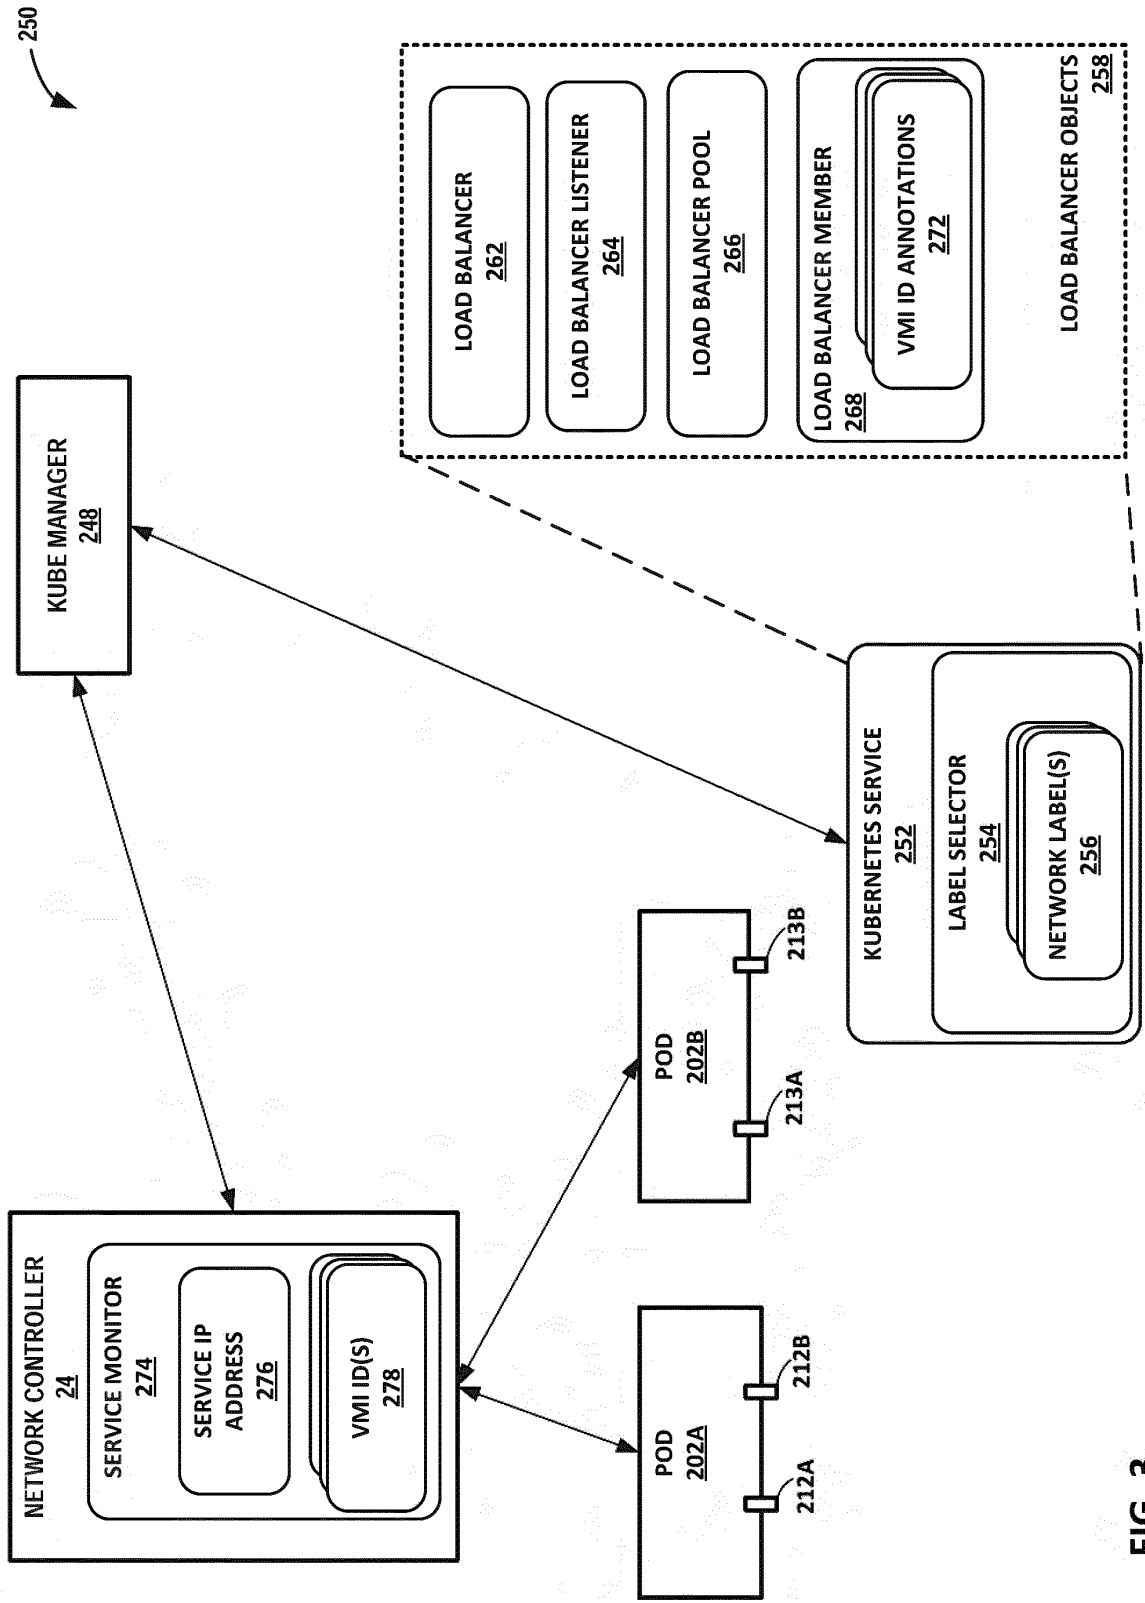 250
NETWORK CONTROLLER
24
SERVICE MONITOR
274
SERVICE IP
ADDRESS
276
VMI ID(S)
278
KUBE MANAGER
248
POD
202A
212A
212B
POD
202B
213A
213B
KUBERNETES SERVICE
252
LABEL SELECTOR
254
NETWORK LABEL(S)
256
LOAD BALANCER
262
LOAD BALANCER LISTENER
264
LOAD BALANCER POOL
266
LOAD BALANCER MEMBER
268
VMI ID ANNOTATIONS
272
LOAD BALANCER OBJECTS
258
FIG. 3